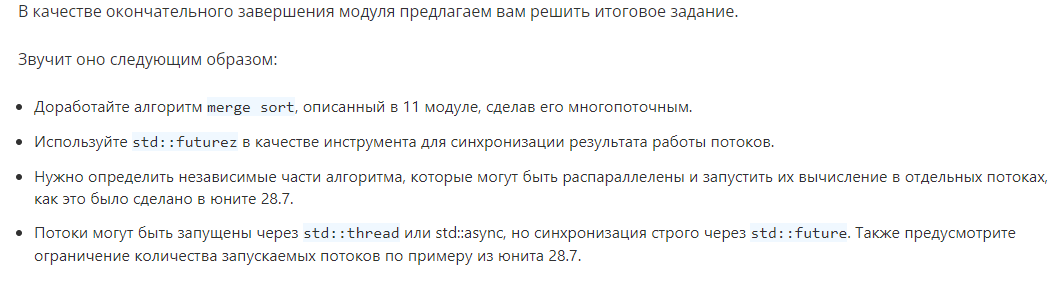 В качестве окончательного завершения модуля предлагаем вам решить итоговое задание.
Звучит оно следующим образом:
• Доработайте алгоритм merge sort, описанный в 11 модуле, сделав его многопоточным.
• Используйте std::futurez в качестве инструмента для синхронизации результата работы потоков.
• Нужно определить независимые части алгоритма, которые могут быть распараллелены и запустить их вычисление в отдельных потоках,
как это было сделано в юните 28.7.
• Потоки могут быть запущены через std::thread или std::async, но синхронизация строго через std::future. Также предусмотрите
ограничение количества запускаемых потоков по примеру из юнита 28.7.